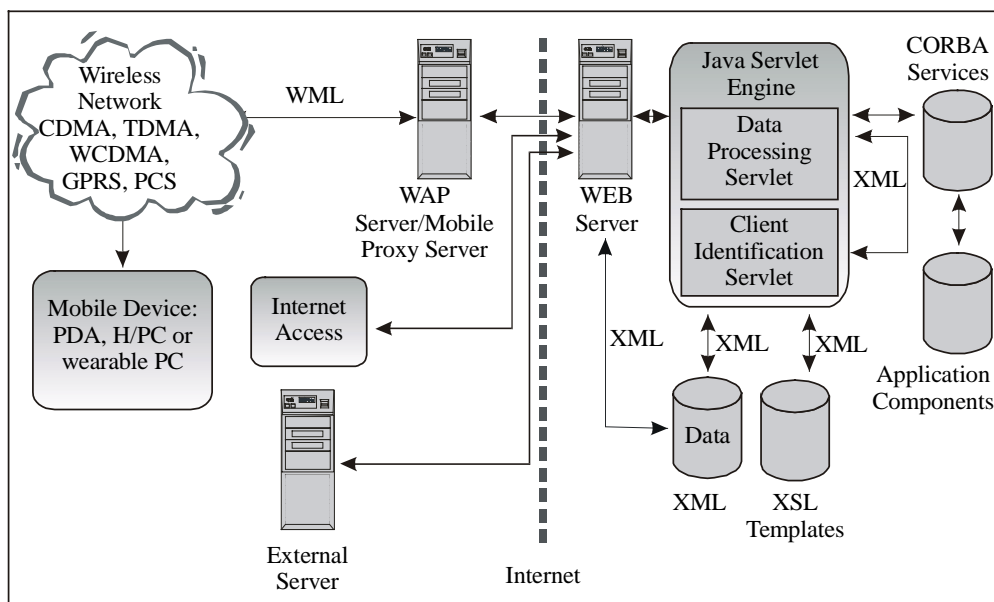 Wireless
Network
CDMA, TDMA,
WCDMA,
GPRS, PCS
WML
WAP
Server/Mobile
Proxy Server
WEB
Server
Java Servlet
Engine
Data
Processing
Servlet
Client
Identification
Servlet
CORBA
Services
XML
Mobile Device:
PDA, H/PC or
wearable PC
Internet
Access
XML
XML
XML
Application
Components
Data
XML
XSL
Templates
External
Server
Internet